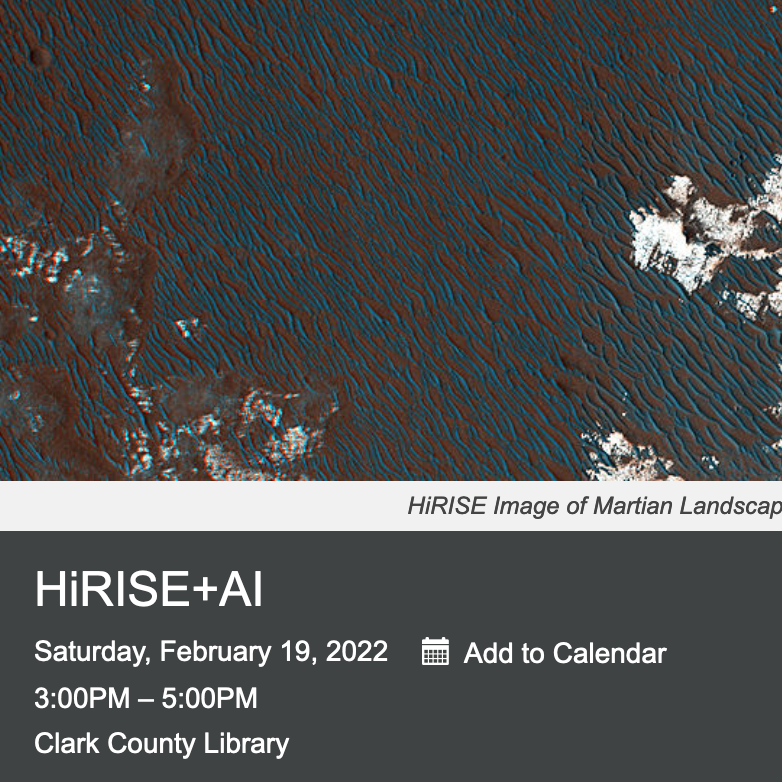 HiRISE Image of Martian Landscap
HiRISE+AI
Saturday, February 19, 2022
Add to Calendar
3:00PM – 5:00PM
Clark County Library